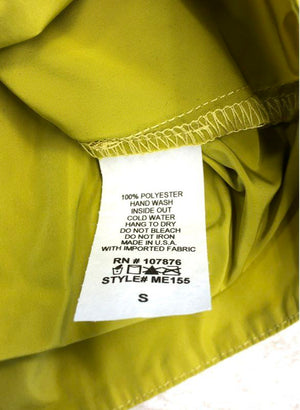 100% POLYESTER
HAND WASH
INSIDE OUT
COLD WATER
HANG TO DRY
DO NOT BLEACH
DO NOT IRON
MADE IN U.S.A.
WITH IMPORTED FABRIC
RN # 107876
STYLE# ME155
S